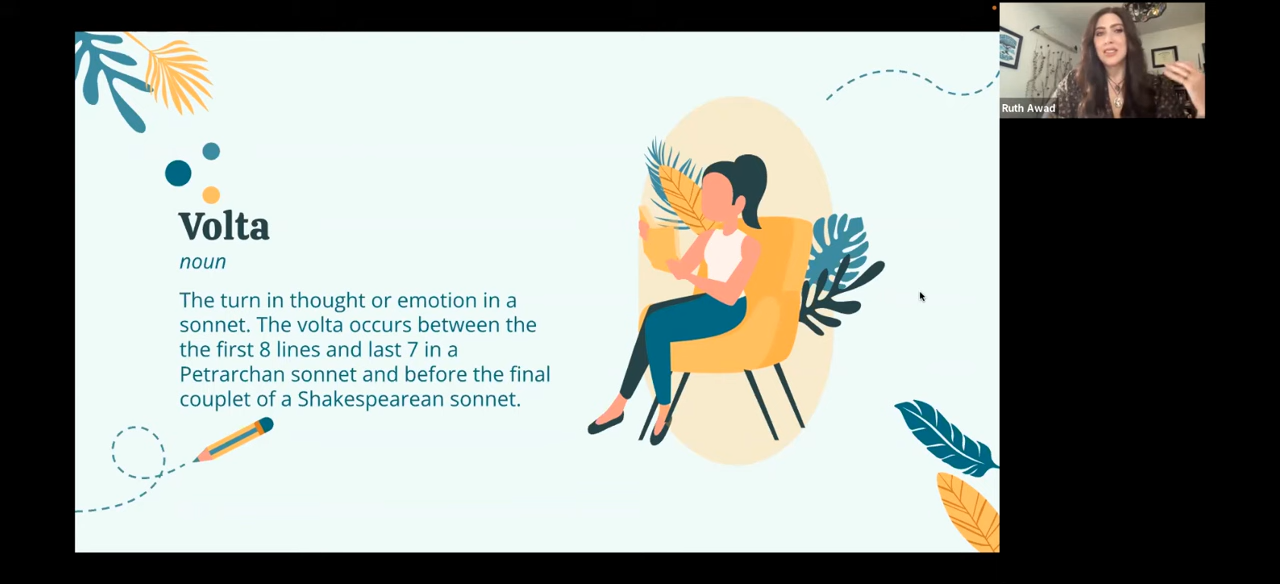 Ruth Awad
Volta
noun
The turn in thought or emotion in a
sonnet. The volta occurs between the
the first 8 lines and last 7 in a
Petrarchan sonnet and before the final
couplet of a Shakespearean sonnet.